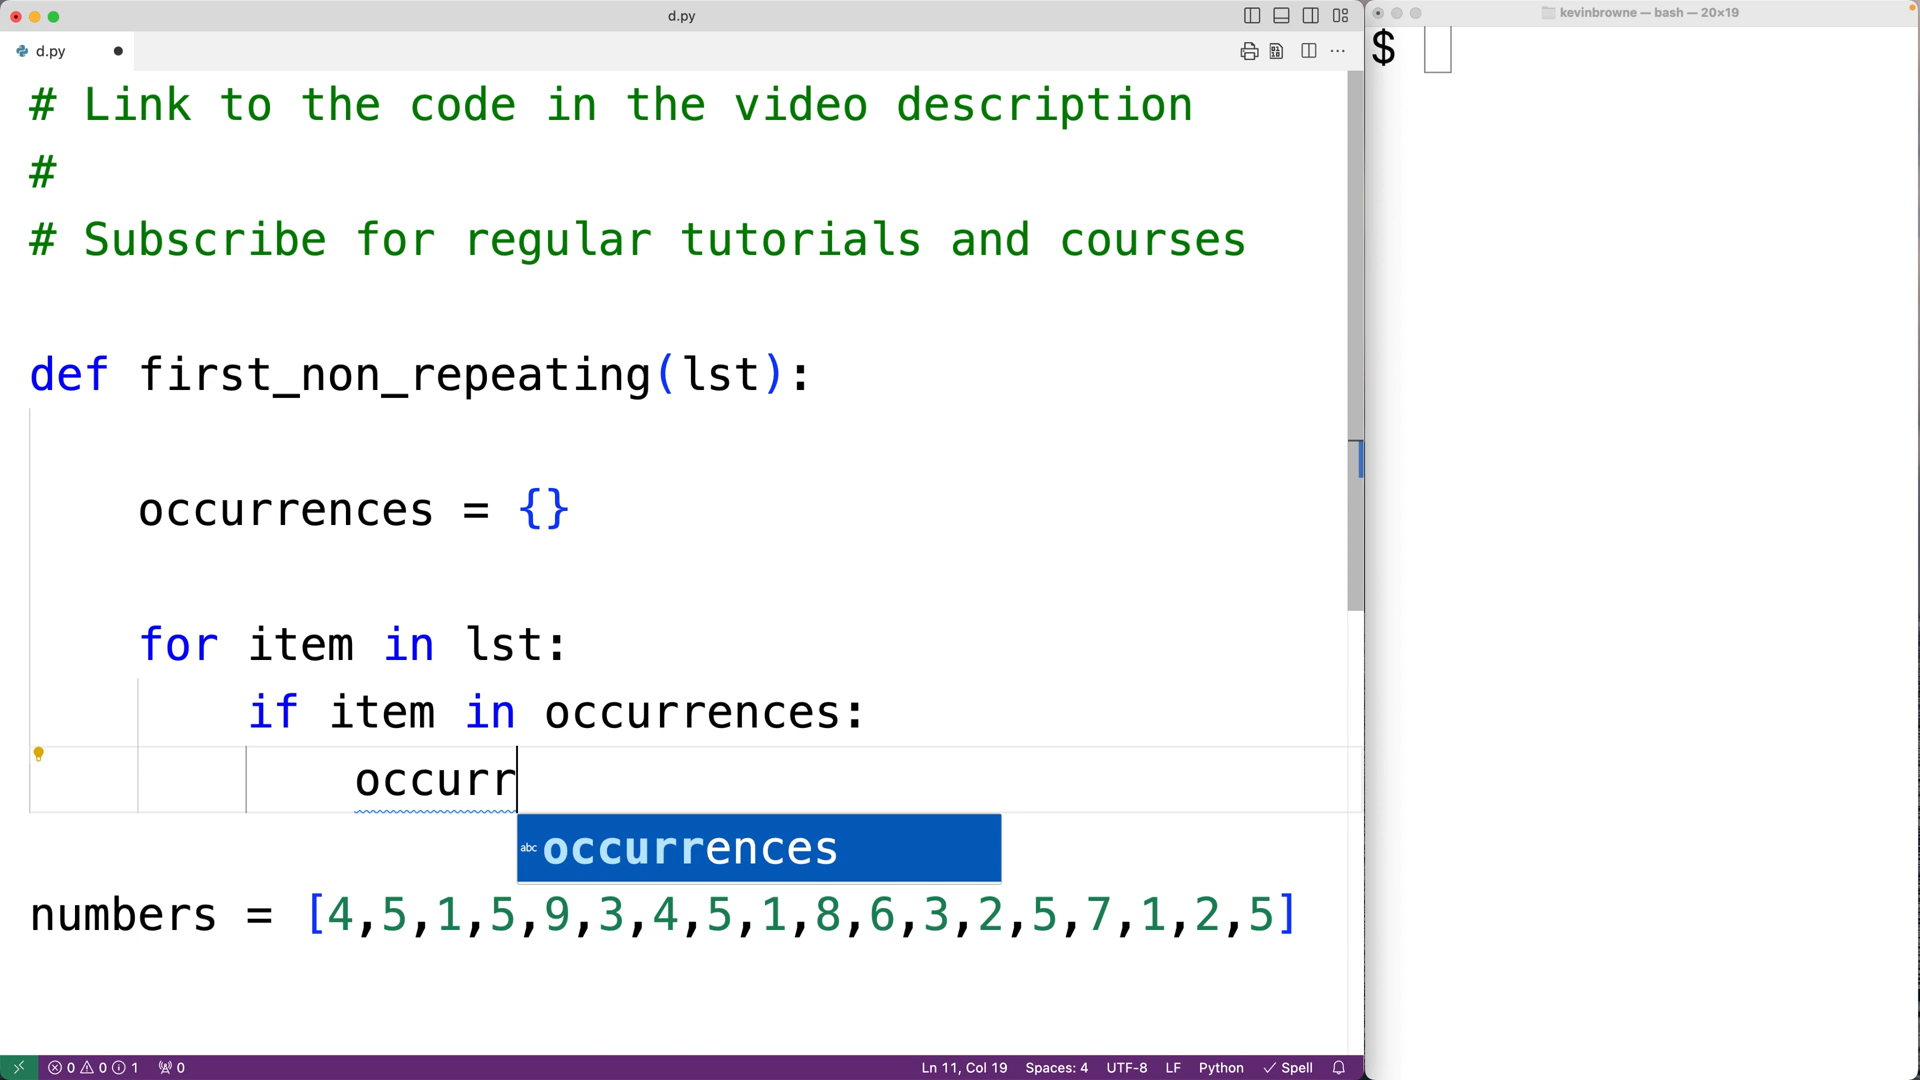 d.py
kevinbrowne — bash — 20×19
d.py
$
# Link to the code in the video description
#
# Subscribe for regular tutorials and courses
def first_non_repeating(lst):
occurrences = {}
for item in lst:
if item in occurrences:
occurr
abc occurrences
numbers = [4,5,1,5,9,3,4,5,1,8,6,3,2,5,7,1,2,5]
0 0 1 0 Ln 11, Col 19 Spaces: 4 UTF-8 LF Python Spell